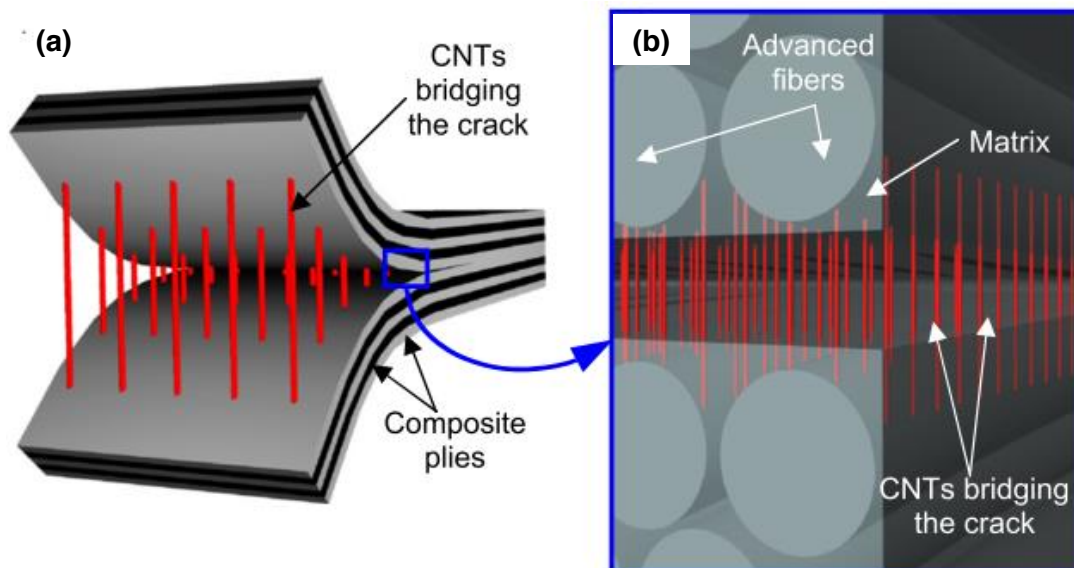 (a)
CNTs
bridging
the crack
Composite
plies
(b)
Advanced
fibers
Matrix
CNTs bridging
the crack